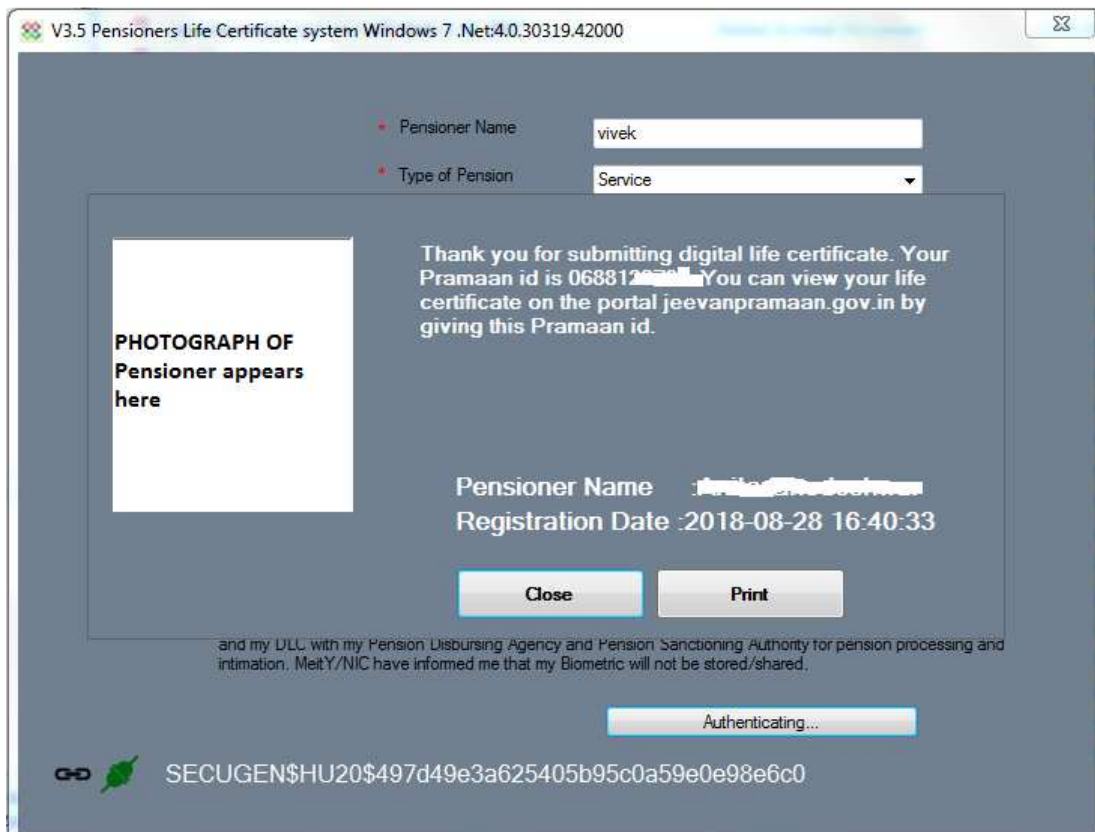 V3.5 Pensioners Life Certificate system Windows 7 .Net:4.0.30319.42000
* Pensioner Name
vivek
* Type of Pension
Service
PHOTOGRAPH OF
Pensioner appears
here
Thank you for submitting digital life certificate. Your
Pramaan id is 06881 You can view your life
certificate on the portal jeevanpramaan.gov.in by
giving this Pramaan id.
Pensioner Name :
Registration Date :2018-08-28 16:40:33
Close
Print
and my DLC with my Pension Disbursing Agency and Pension Sanctioning Authority for pension processing and
intimation. MeitY/NIC have informed me that my Biometric will not be stored/shared.
Authenticating...
SECUGEN$HU20$497d49e3a625405b95c0a59e0e98e6c0